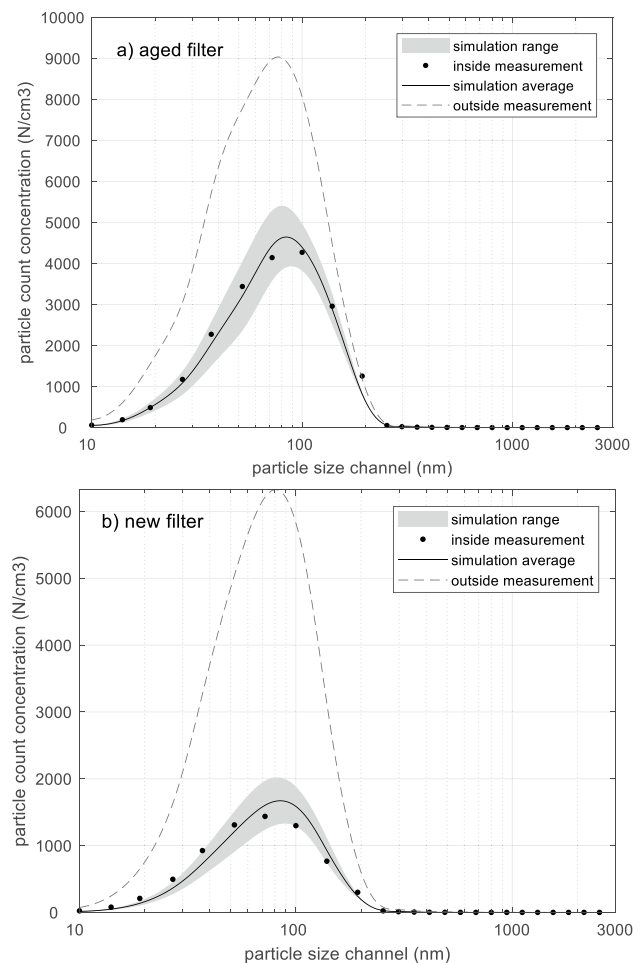 a) aged filter
simulation range
inside measurement
simulation average
outside measurement
10000
9000
8000
7000
6000
5000
4000
3000
2000
1000
0
particle count concentration (N/cm3)
10
100
1000
3000
particle size channel (nm)
b) new filter
simulation range
inside measurement
simulation average
outside measurement
6000
5000
4000
3000
2000
1000
0
particle count concentration (N/cm3)
10
100
1000
3000
particle size channel (nm)